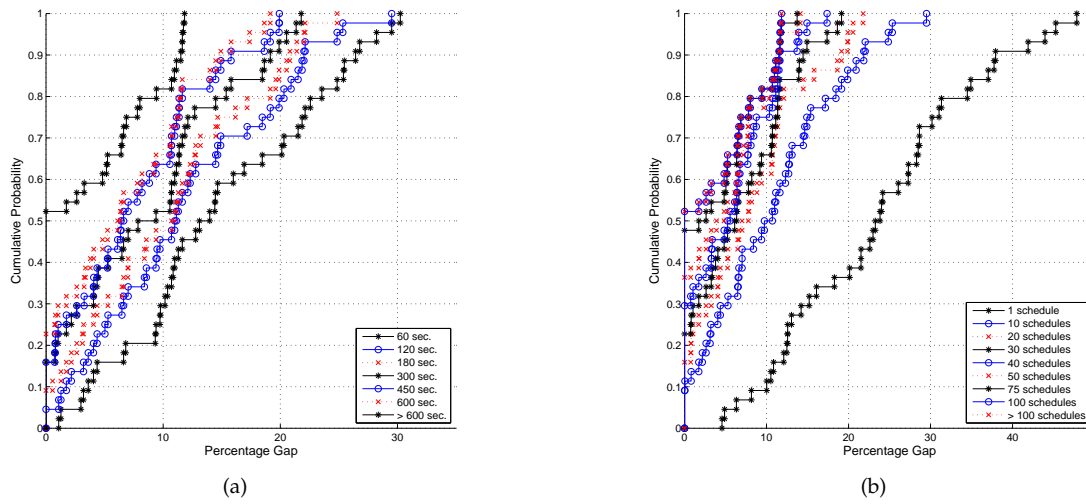 1
0.9
0.8
0.7
0.6
0.5
0.4
0.3
0.2
0.1
0
Cumulative Probability
0 10 20 30
Percentage Gap
60 sec.
120 sec.
180 sec.
300 sec.
450 sec.
600 sec.
> 600 sec.
(a)
1
0.9
0.8
0.7
0.6
0.5
0.4
0.3
0.2
0.1
0
Cumulative Probability
0 10 20 30 40
Percentage Gap
1 schedule
10 schedules
20 schedules
30 schedules
40 schedules
50 schedules
75 schedules
100 schedules
> 100 schedules
(b)